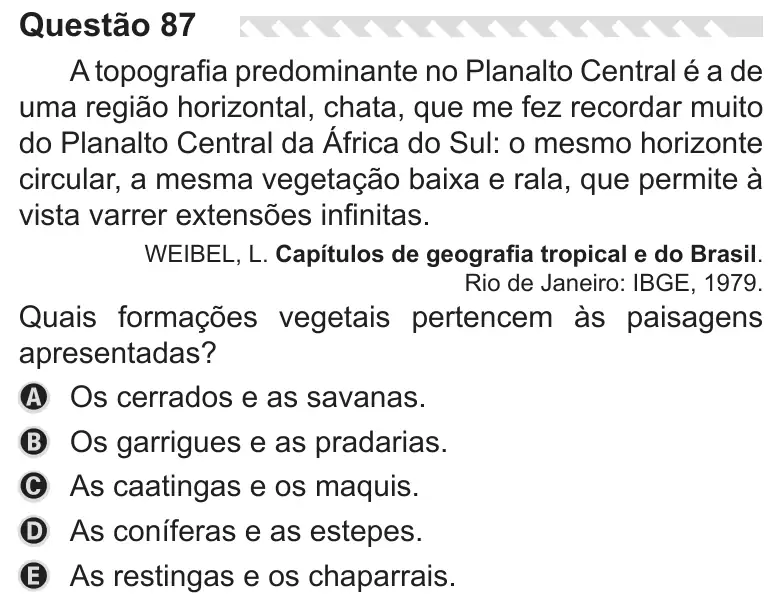 Questão 87
A topografia predominante no Planalto Central é a de
uma região horizontal, chata, que me fez recordar muito
do Planalto Central da África do Sul: o mesmo horizonte
circular, a mesma vegetação baixa e rala, que permite à
vista varrer extensões infinitas.
WEIBEL, L. Capítulos de geografia tropical e do Brasil.
Rio de Janeiro: IBGE, 1979.
Quais formações vegetais pertencem às paisagens
apresentadas?
A Os cerrados e as savanas.
B Os garrigues e as pradarias.
C As caatingas e os maquis.
D As coníferas e as estepes.
E As restingas e os chaparrais.